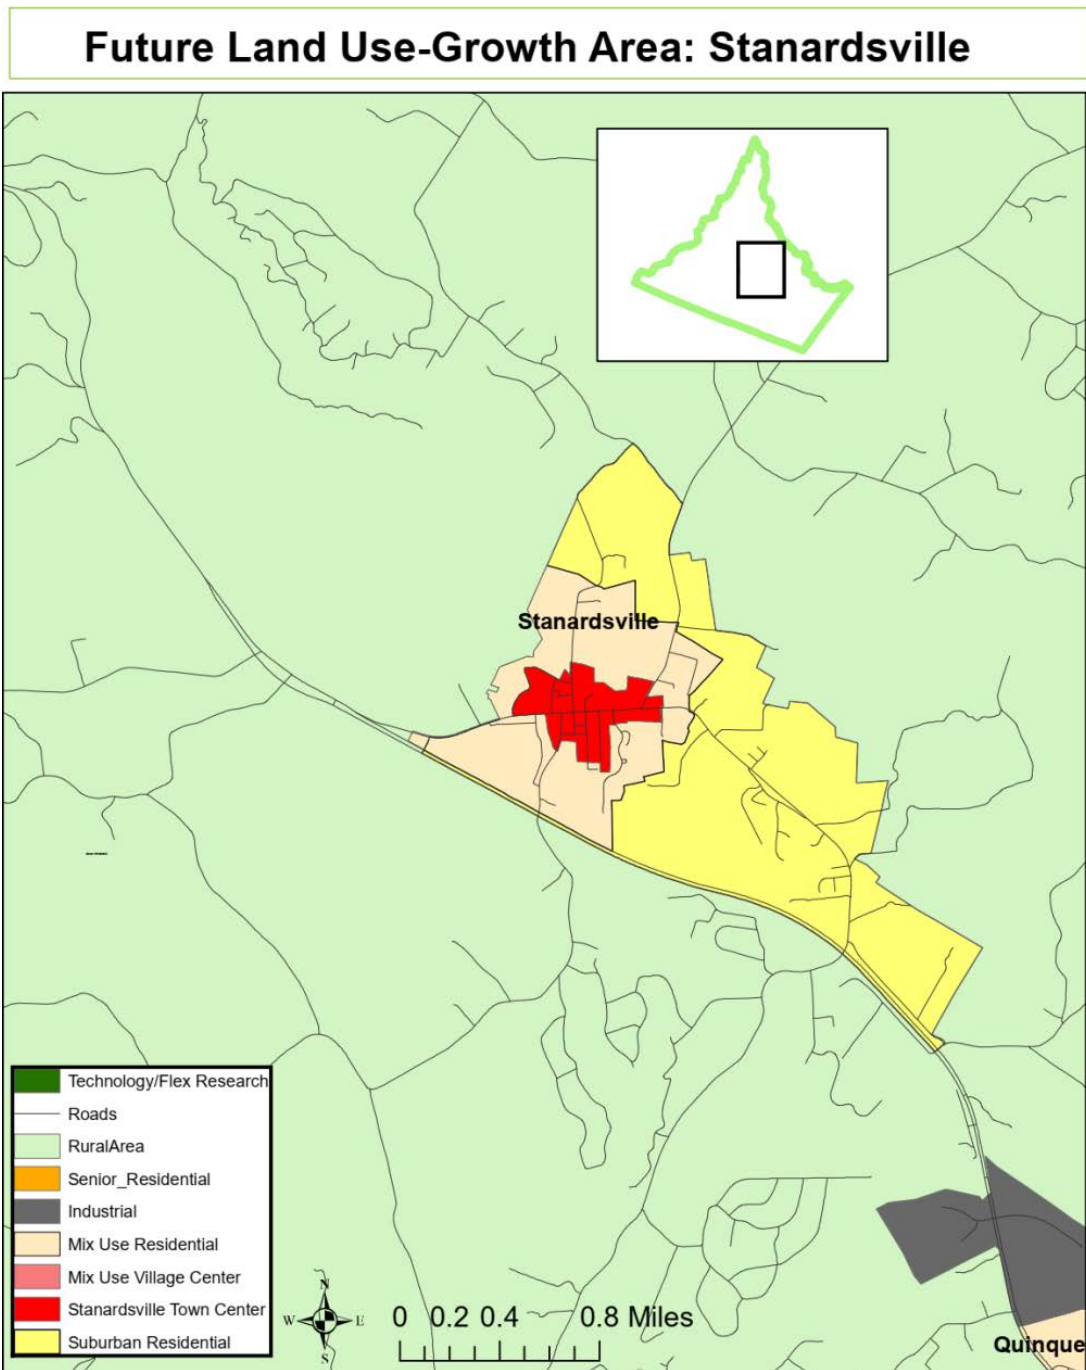 Future Land Use-Growth Area: Stanardsville
Stanardsville
Technology/Flex Research
Roads
RuralArea
Senior_Residential
Industrial
Mix Use Residential
Mix Use Village Center
Stanardsville Town Center
Suburban Residential
N
W E
S
0 0.2 0.4 0.8 Miles
Quinque